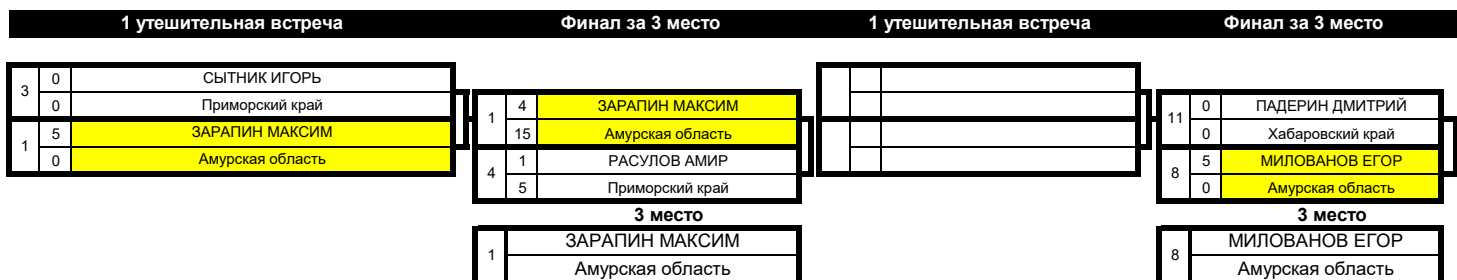 1 утешительная встреча Финал за 3 место 1 утешительная встреча Финал за 3 место
3 0 СЫТНИК ИГОРЬ
0 Приморский край
1 5 ЗАРАПИН МАКСИМ
0 Амурская область
1 4 ЗАРАПИН МАКСИМ
15 Амурская область
4 1 РАСУЛОВ АМИР
5 Приморский край
3 место
1 ЗАРАПИН МАКСИМ
Амурская область
11 0 ПАДЕРИН ДМИТРИЙ
0 Хабаровский край
8 5 МИЛОВАНОВ ЕГОР
0 Амурская область
3 место
8 МИЛОВАНОВ ЕГОР
Амурская область